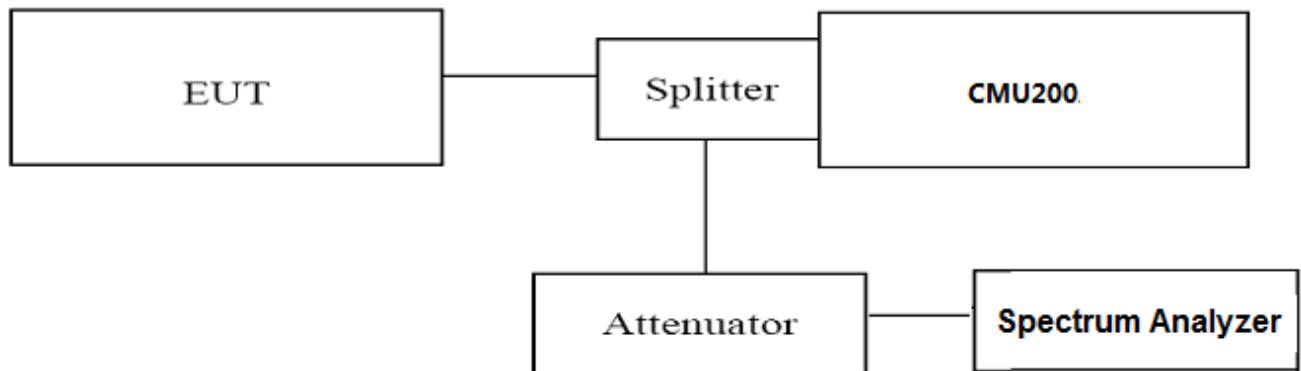 EUT
Splitter
CMU200.
Attenuator
Spectrum Analyzer